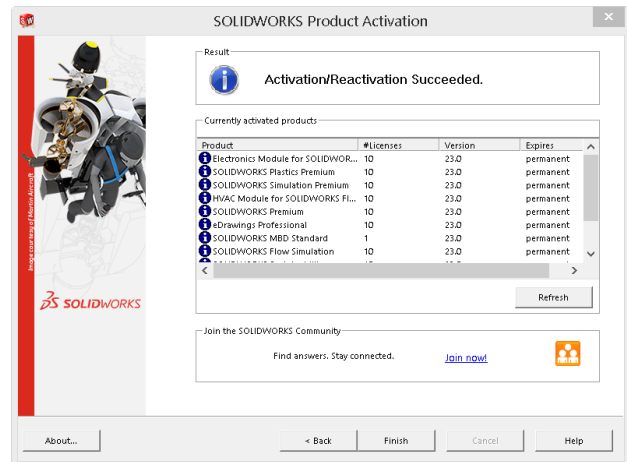 SOLIDWORKS Product Activation
Result
Activation/Reactivation Succeeded.
Currently activated products
Product #Licenses Version Expires
Electronics Module for SOLIDWOR... 10 23.0 permanent
SOLIDWORKS Plastics Premium 10 23.0 permanent
SOLIDWORKS Simulation Premium 10 23.0 permanent
HVAC Module for SOLIDWORKS Fl... 10 23.0 permanent
SOLIDWORKS Premium 10 23.0 permanent
eDrawings Professional 10 23.0 permanent
SOLIDWORKS MBD Standard 1 23.0 permanent
SOLIDWORKS Flow Simulation 10 23.0 permanent
Refresh
Image courtesy of Martin Aircraft
SOLIDWORKS
Join the SOLIDWORKS Community
Find answers. Stay connected. Join now!
About... < Back Finish Cancel Help